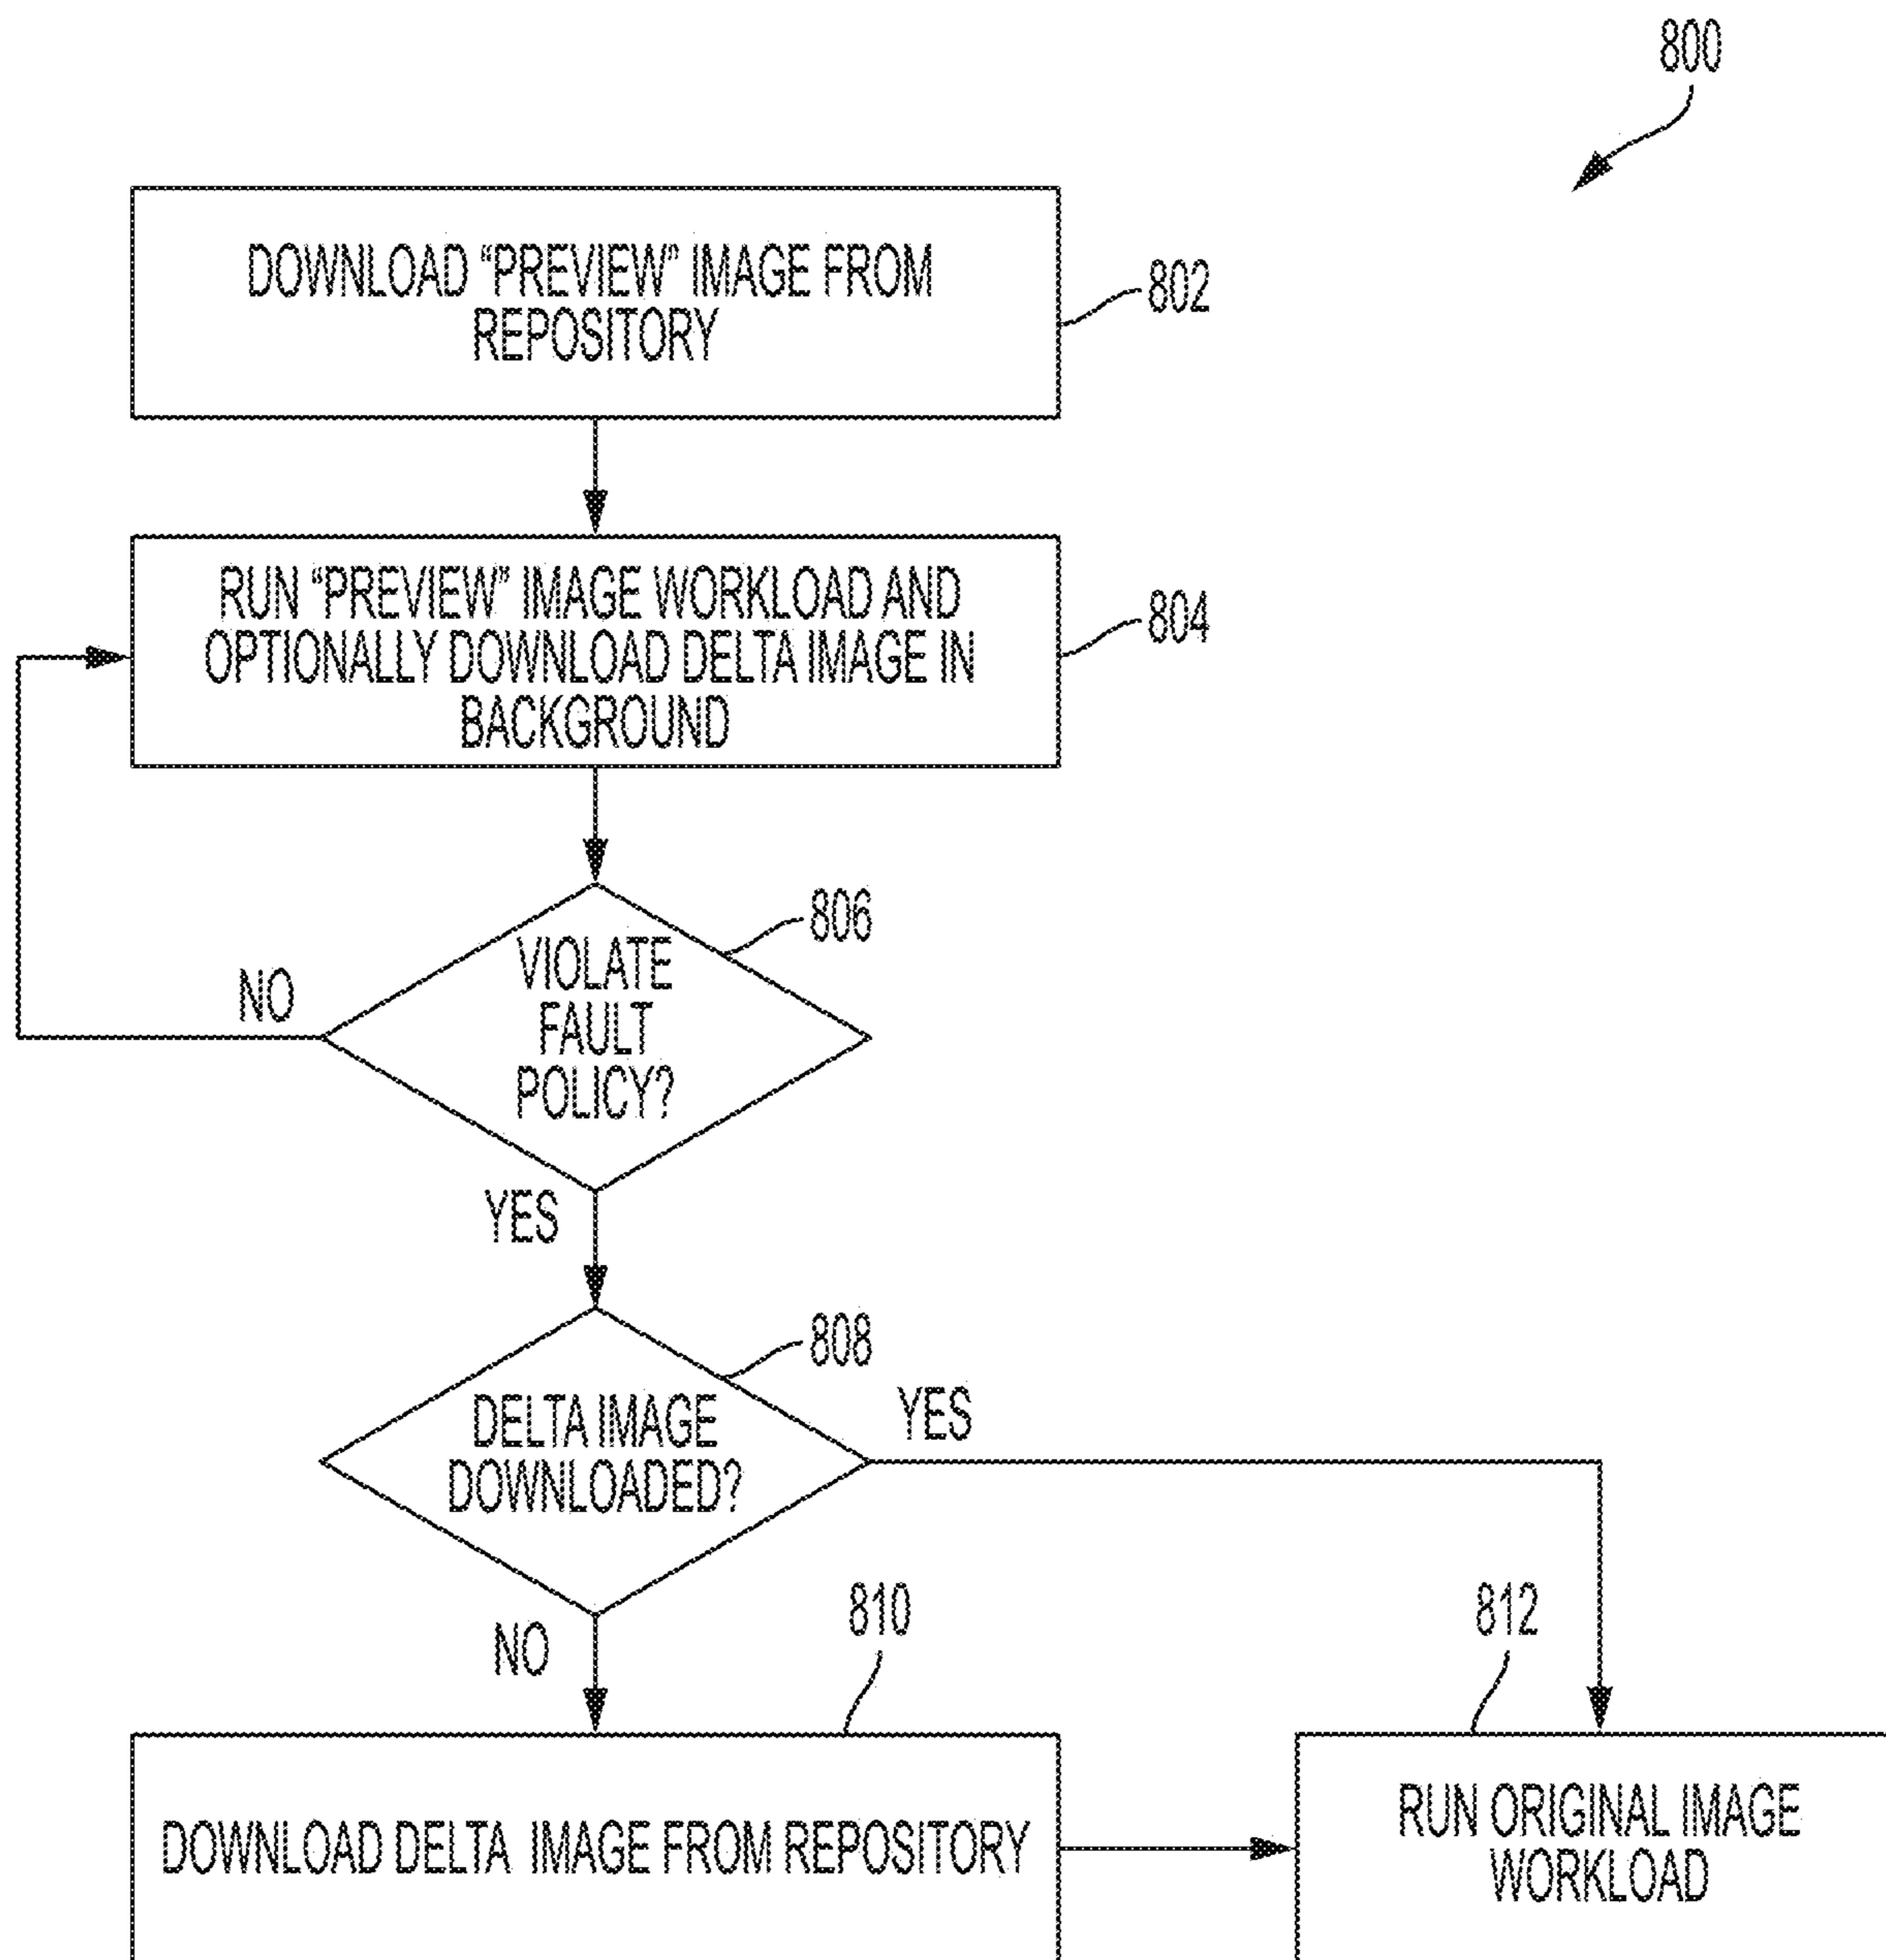 800
DOWNLOAD “PREVIEW” IMAGE FROM
REPOSITORY
802
RUN “PREVIEW” IMAGE WORKLOAD AND
OPTIONALLY DOWNLOAD DELTA IMAGE IN
BACKGROUND
804
806
VIOLATE
FAULT
POLICY?
NO
YES
808
DELTA IMAGE
DOWNLOADED?
YES
NO
810
812
DOWNLOAD DELTA IMAGE FROM REPOSITORY
RUN ORIGINAL IMAGE
WORKLOAD